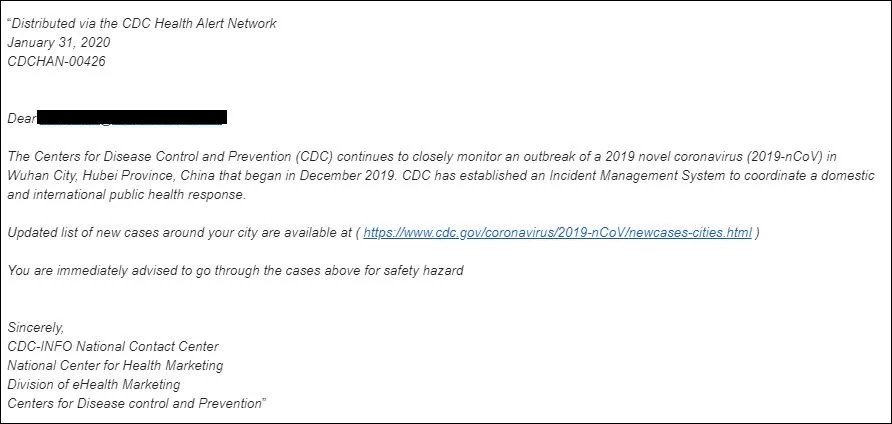 “Distributed via the CDC Health Alert Network
January 31, 2020
CDCHAN-00426
Dear
The Centers for Disease Control and Prevention (CDC) continues to closely monitor an outbreak of a 2019 novel coronavirus (2019-nCoV) in
Wuhan City, Hubei Province, China that began in December 2019. CDC has established an Incident Management System to coordinate a domestic
and international public health response.
Updated list of new cases around your city are available at ( https://www.cdc.gov/coronavirus/2019-nCoV/newcases-cities.html )
You are immediately advised to go through the cases above for safety hazard
Sincerely,
CDC-INFO National Contact Center
National Center for Health Marketing
Division of eHealth Marketing
Centers for Disease control and Prevention”